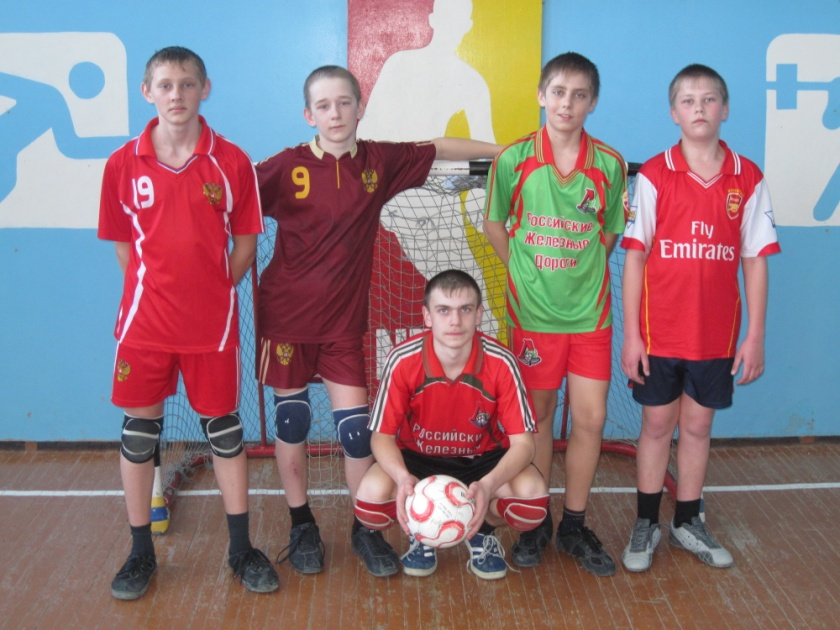 19
9
Российские
Железные
Дороги
Fly
Emirates
Российские
Железные